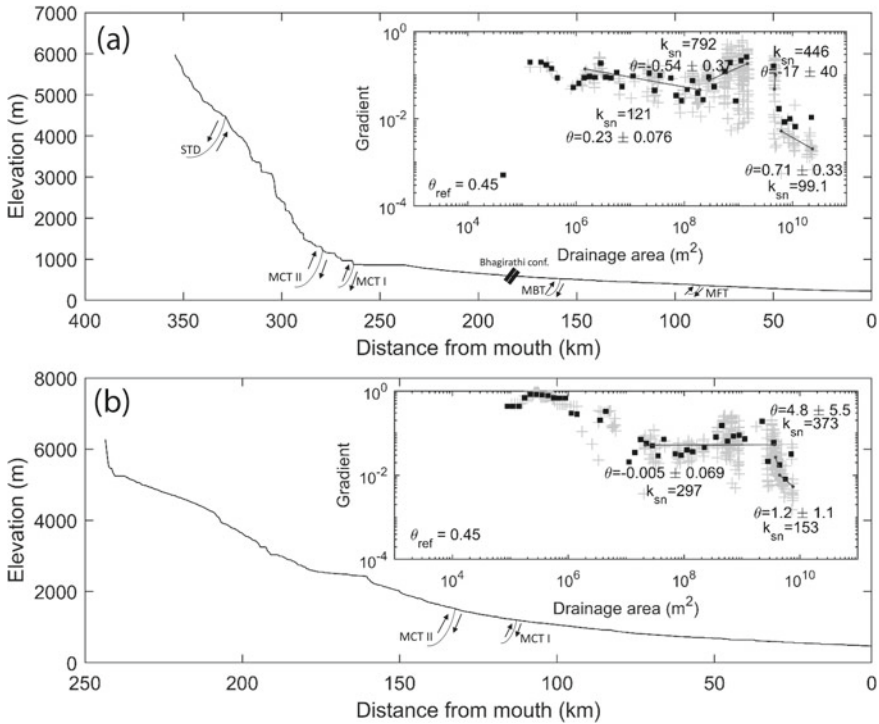 (a)
7000
6000
5000
4000
3000
2000
1000
0
Elevation (m)
400
350
300
250
200
150
100
50
0
Distance from mouth (km)
STD
MCT II
MCT I
Bhagirathi conf.
MBT
MFT
10^0
10^-2
10^-4
Gradient
10^4
10^6
10^8
10^10
Drainage area (m^2)
k_sn=792
θ=-0.54 ± 0.37
k_sn=446
θ=-17 ± 40
k_sn=121
θ=0.23 ± 0.076
θ=0.71 ± 0.33
k_sn=99.1
θ_ref = 0.45
(b)
8000
6000
4000
2000
0
Elevation (m)
250
200
150
100
50
0
Distance from mouth (km)
MCT II
MCT I
10^0
10^-2
10^-4
Gradient
10^4
10^6
10^8
10^10
Drainage area (m^2)
θ=4.8 ± 5.5
k_sn=373
θ=-0.005 ± 0.069
k_sn=297
θ=1.2 ± 1.1
k_sn=153
θ_ref = 0.45